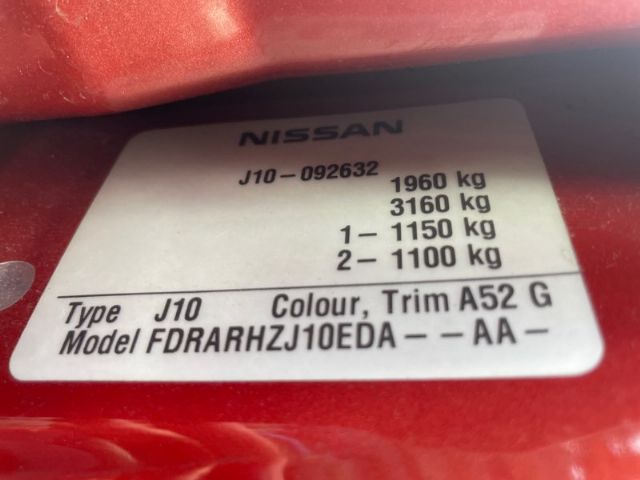 NISSAN
J10-092632
1960 kg
3160 kg
1- 1150 kg
2- 1100 kg
Type J10 Colour, Trim A52 G
Model FDRARHZJ10EDA- -AA-